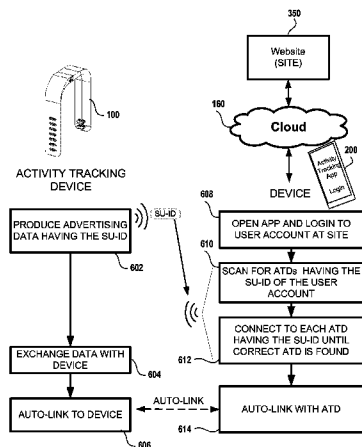 350
Website
(SITE)
160
Cloud
100
200
Activity
Tracking
App
Login
ACTIVITY TRACKING
DEVICE
DEVICE
SU-ID
608
PRODUCE ADVERTISING
DATA HAVING THE SU-ID
602
OPEN APP AND LOGIN TO
USER ACCOUNT AT SITE
610
SCAN FOR ATDs HAVING THE
SU-ID OF THE USER
ACCOUNT
CONNECT TO EACH ATD
HAVING THE SU-ID UNTIL
CORRECT ATD IS FOUND
612
EXCHANGE DATA WITH
DEVICE
604
AUTO-LINK TO DEVICE
606
AUTO-LINK
AUTO-LINK WITH ATD
614